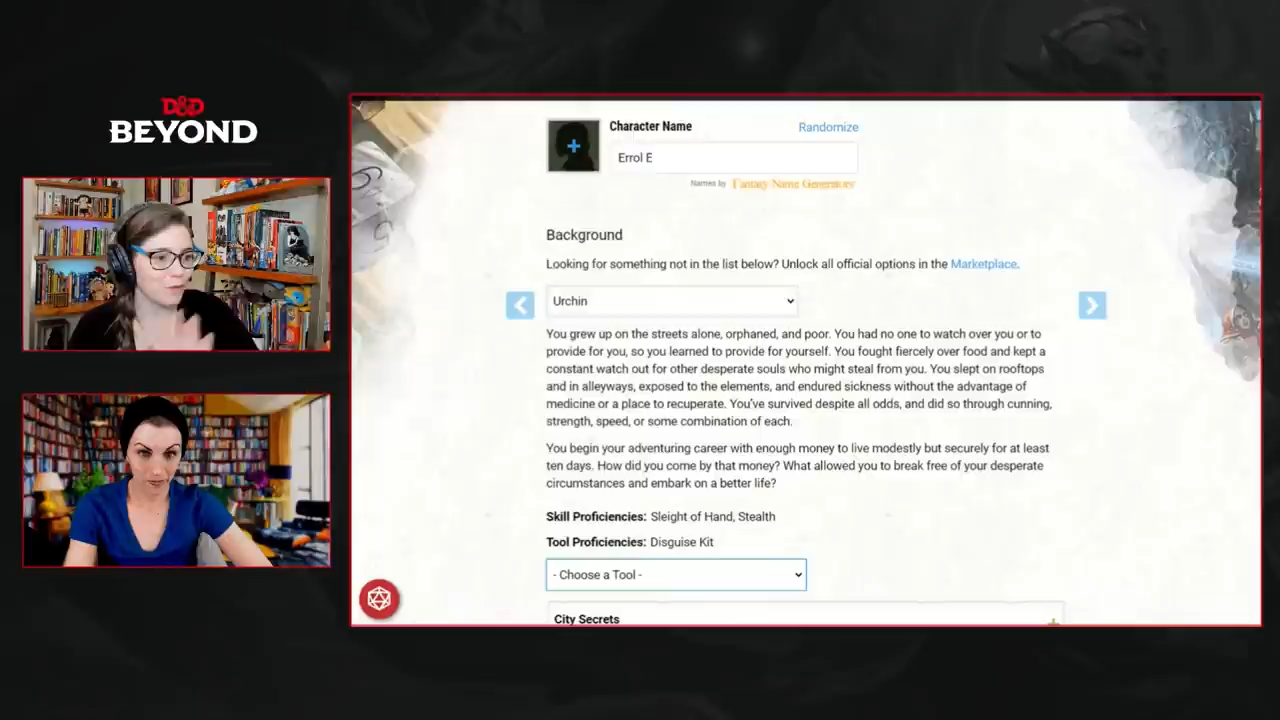 D&D
BEYOND
Character Name
Randomize
Errol E
Names by Fantasy Name Generators
Background
Looking for something not in the list below? Unlock all official options in the Marketplace.
Urchin
You grew up on the streets alone, orphaned, and poor. You had no one to watch over you or to
provide for you, so you learned to provide for yourself. You fought fiercely over food and kept a
constant watch out for other desperate souls who might steal from you. You slept on rooftops
and in alleyways, exposed to the elements, and endured sickness without the advantage of
medicine or a place to recuperate. You've survived despite all odds, and did so through cunning,
strength, speed, or some combination of each.
You begin your adventuring career with enough money to live modestly but securely for at least
ten days. How did you come by that money? What allowed you to break free of your desperate
circumstances and embark on a better life?
Skill Proficiencies: Sleight of Hand, Stealth
Tool Proficiencies: Disguise Kit
- Choose a Tool -
City Secrets